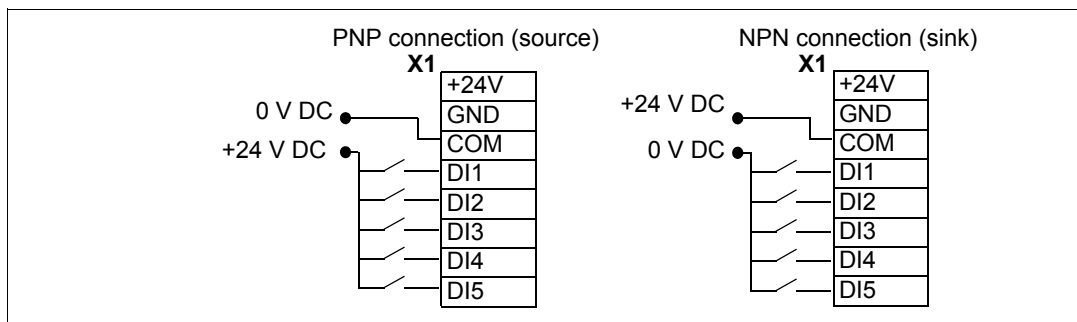 PNP connection (source)
X1
+24V
GND
COM
DI1
DI2
DI3
DI4
DI5
0 V DC
+24 V DC
NPN connection (sink)
X1
+24V
GND
COM
DI1
DI2
DI3
DI4
DI5
+24 V DC
0 V DC